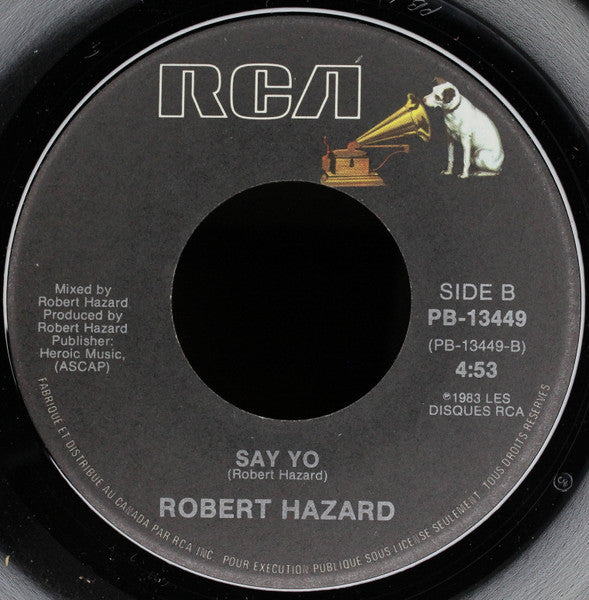 RCA
Mixed by
Robert Hazard
Produced by
Robert Hazard
Publisher:
Heroic Music,
(ASCAP)
SIDE B
PB-13449
(PB-13449-B)
4:53
℗1983 LES
DISQUES RCA
SAY YO
(Robert Hazard)
ROBERT HAZARD
FABRIQUE ET DISTRIBUE AU CANADA PAR RCA INC. POUR EXECUTION PUBLIQUE SOUS LICENSE SEULEMENT. TOUS DROITS RESERVES